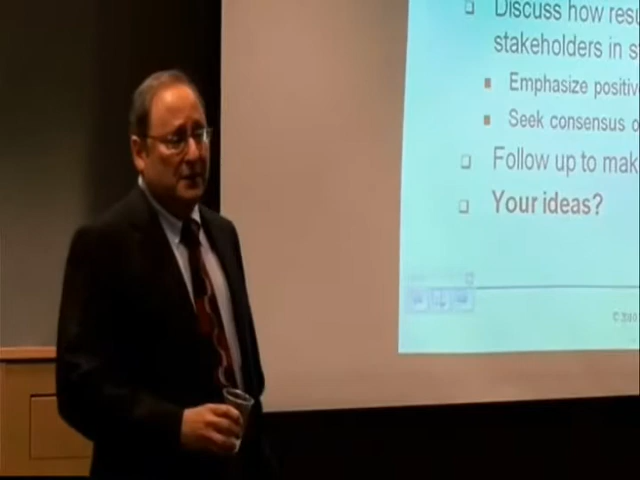 Discuss how resu
stakeholders in s
Emphasize positiv
Seek consensus o
Follow up to mak
Your ideas?